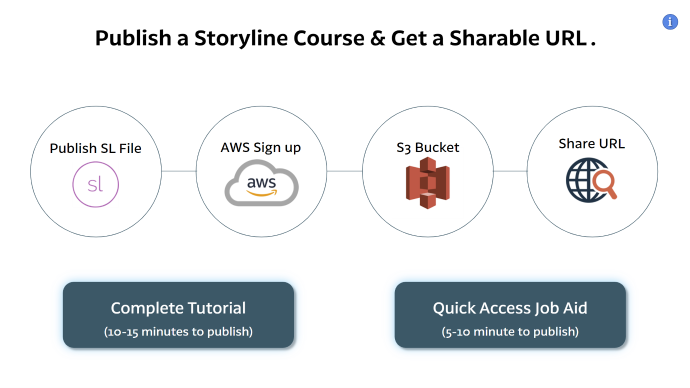 i
Publish a Storyline Course & Get a Sharable URL.
Publish SL File
sl
AWS Sign up
aws
S3 Bucket
Share URL
Complete Tutorial
(10-15 minutes to publish)
Quick Access Job Aid
(5-10 minute to publish)